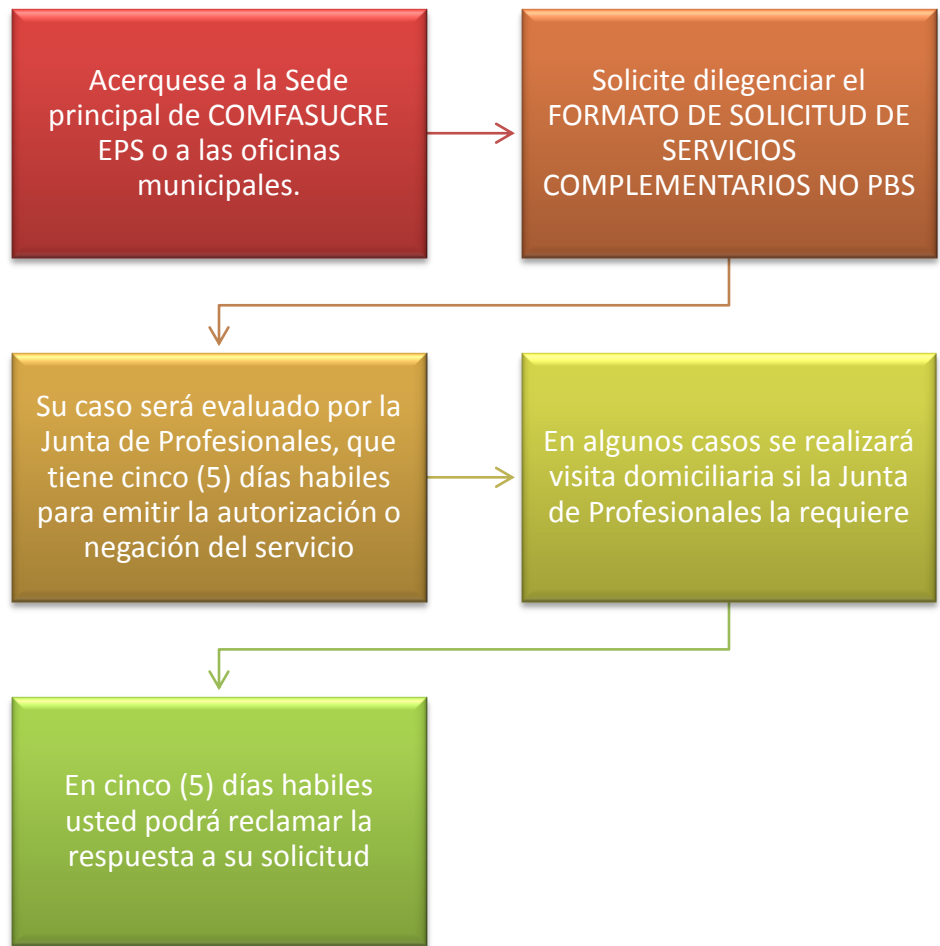 Acerquese a la Sede
principal de COMFASUCRE
EPS o a las oficinas
municipales.
Solicite dilegenciar el
FORMATO DE SOLICITUD DE
SERVICIOS
COMPLEMENTARIOS NO PBS
Su caso será evaluado por la
Junta de Profesionales, que
tiene cinco (5) días habiles
para emitir la autorización o
negación del servicio
En algunos casos se realizará
visita domiciliaria si la Junta
de Profesionales la requiere
En cinco (5) días habiles
usted podrá reclamar la
respuesta a su solicitud